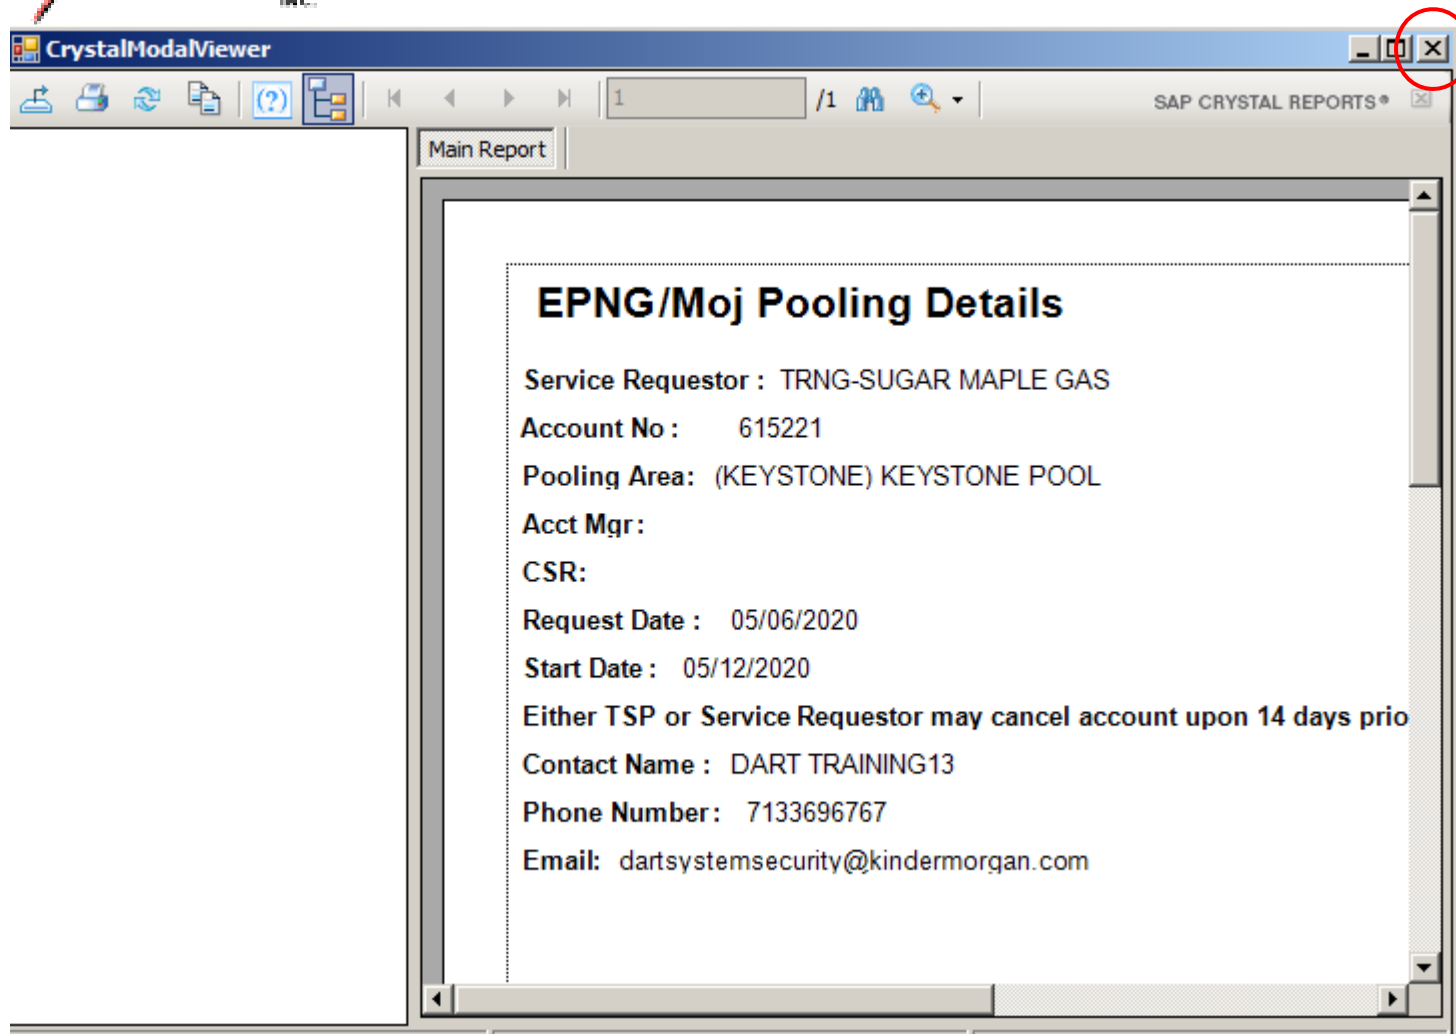 CrystalModalViewer
1 /1 SAP CRYSTAL REPORTS®
Main Report
EPNG/Moj Pooling Details
Service Requestor : TRNG-SUGAR MAPLE GAS
Account No : 615221
Pooling Area: (KEYSTONE) KEYSTONE POOL
Acct Mgr:
CSR:
Request Date : 05/06/2020
Start Date : 05/12/2020
Either TSP or Service Requestor may cancel account upon 14 days prio
Contact Name : DART TRAINING13
Phone Number: 7133696767
Email: dartsystemsecurity@kindermorgan.com